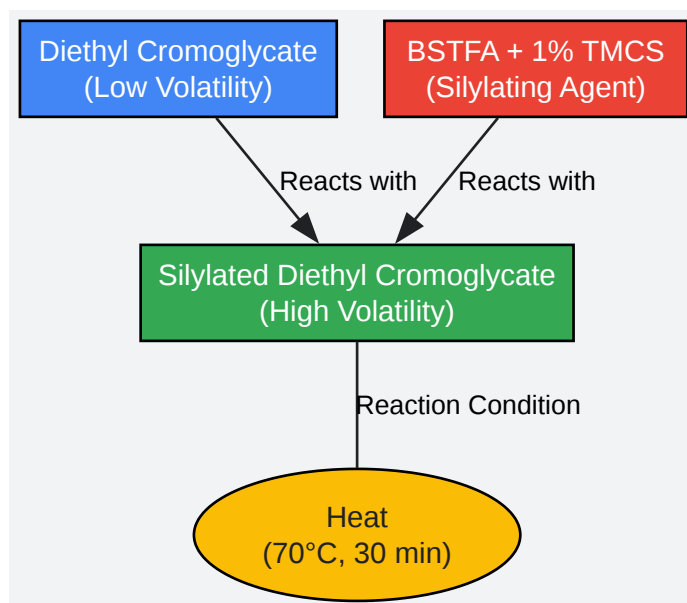 Diethyl Cromoglycate
(Low Volatility)
BSTFA + 1% TMCS
(Silylating Agent)
Reacts with
Reacts with
Silylated Diethyl Cromoglycate
(High Volatility)
Reaction Condition
Heat
(70°C, 30 min)